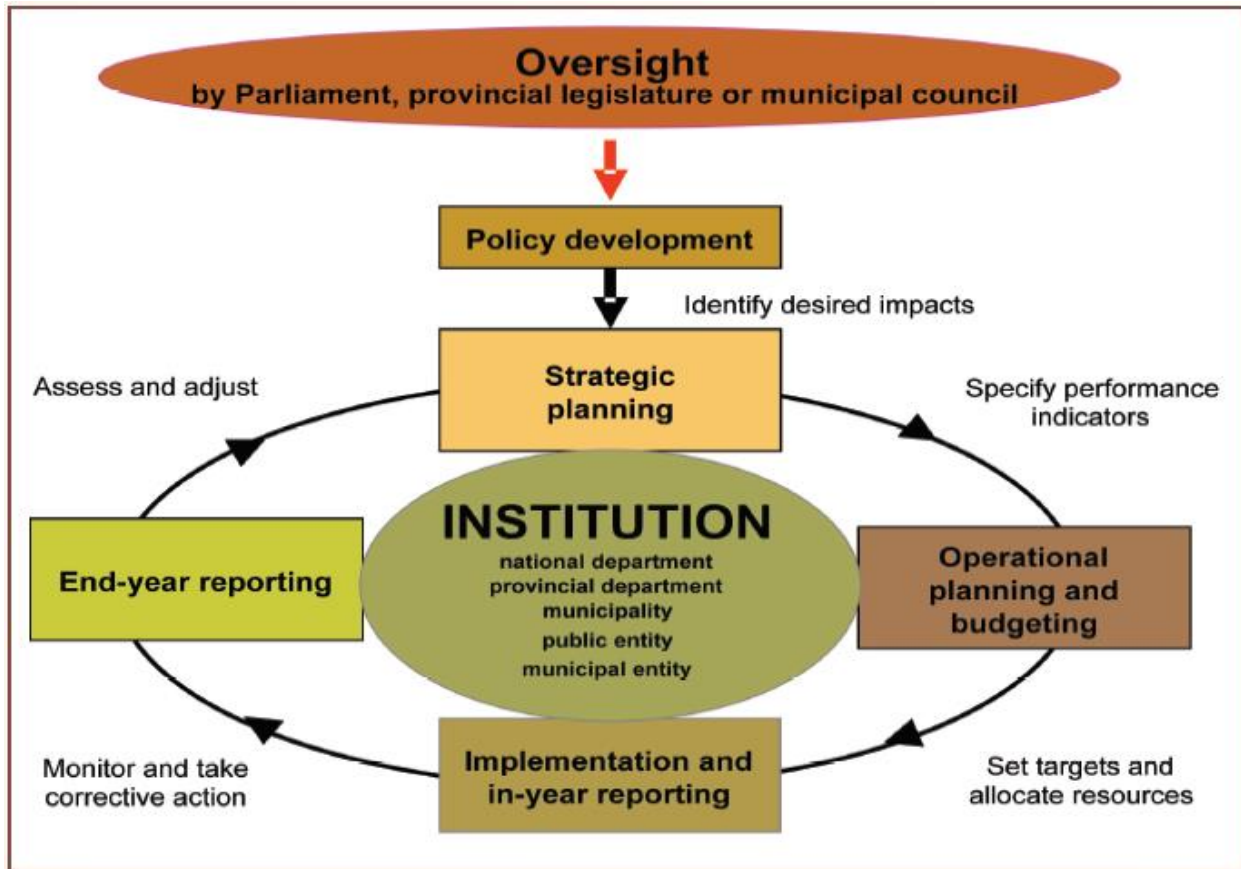 Oversight
by Parliament, provincial legislature or municipal council
Policy development
Identify desired impacts
Strategic
planning
Assess and adjust
Specify performance
indicators
INSTITUTION
national department
provincial department
municipality
public entity
municipal entity
End-year reporting
Operational
planning and
budgeting
Implementation and
in-year reporting
Monitor and take
corrective action
Set targets and
allocate resources